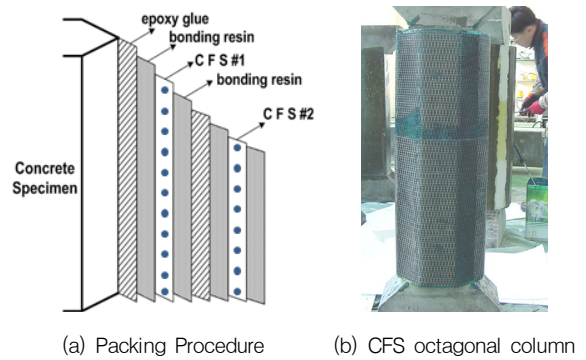 epoxy glue
bonding resin
C F S #1
bonding resin
C F S #2
Concrete
Specimen
(a) Packing Procedure
(b) CFS octagonal column